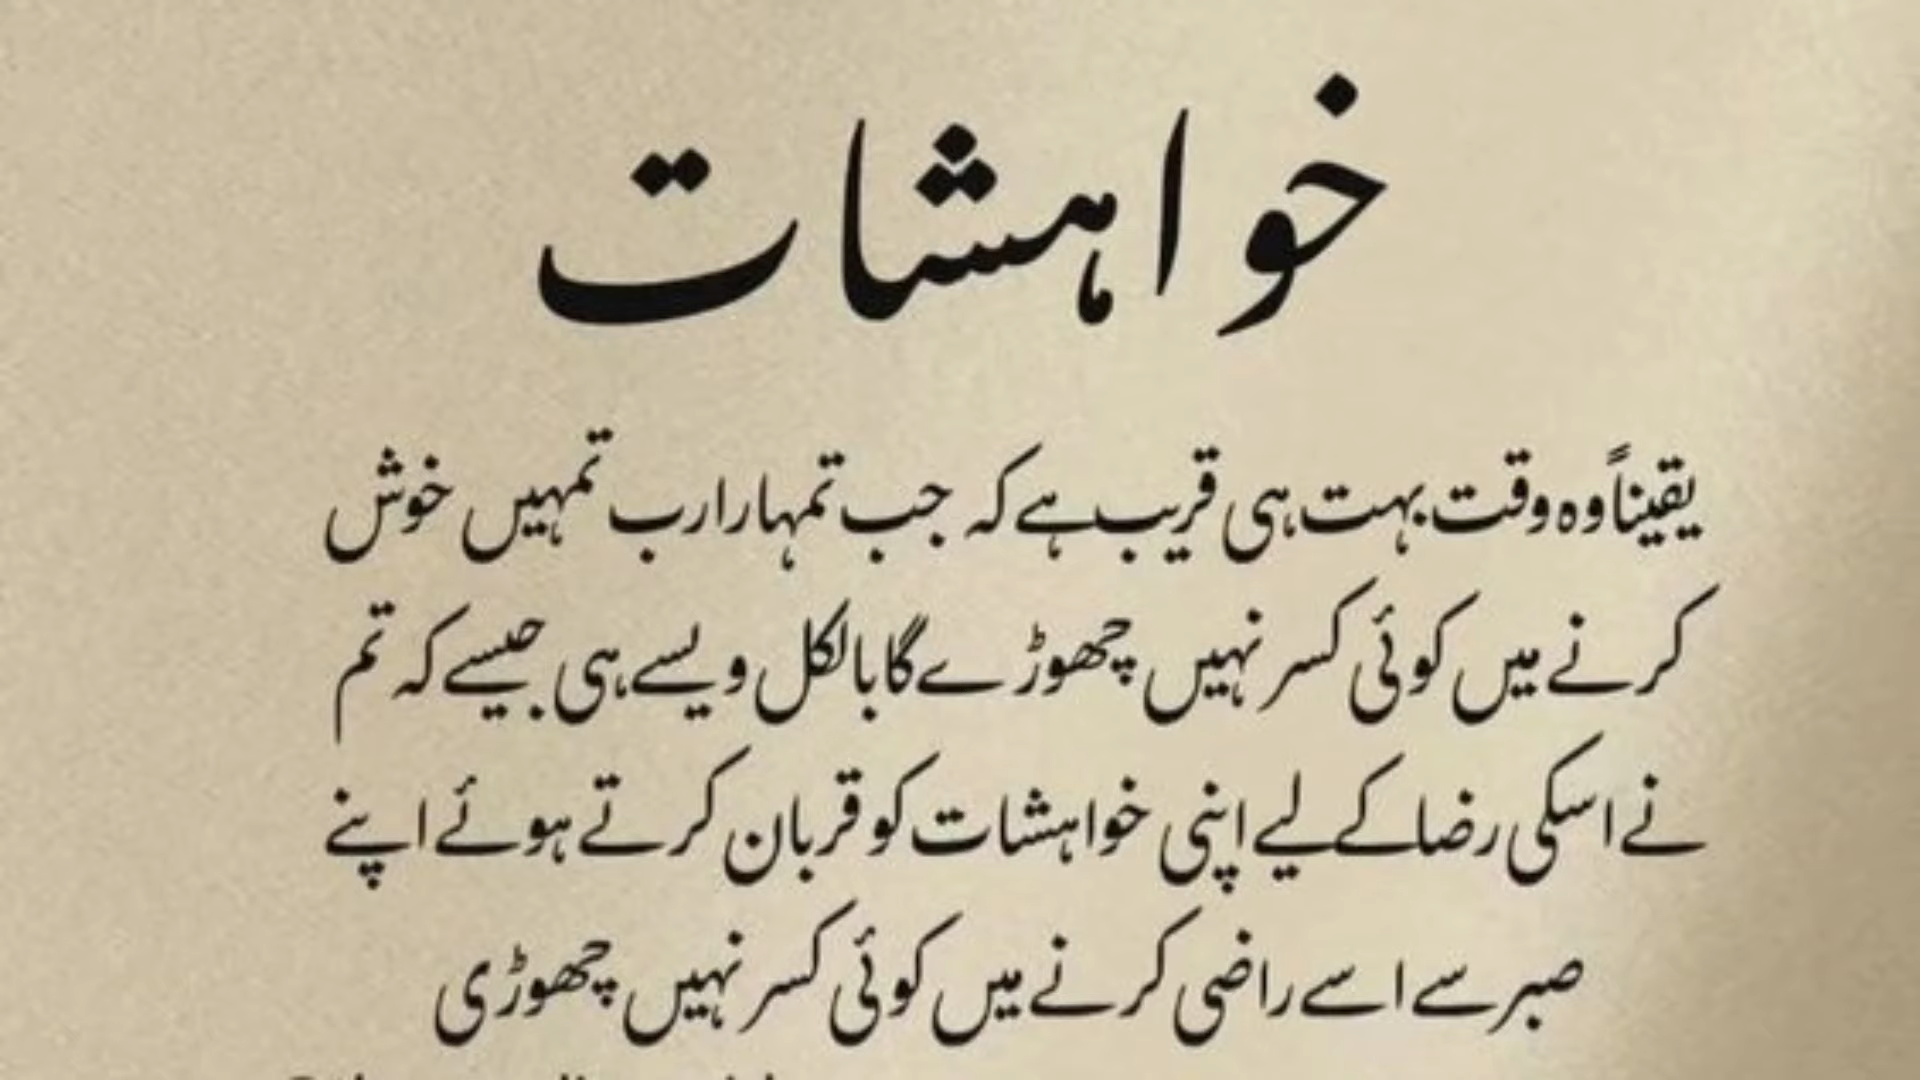 خواہشات
یقیناً وہ وقت بہت ہی قریب ہے کہ جب تمہارا رب تمہیں خوش
کرنے میں کوئی کسر نہیں چھوڑے گا بالکل ویسے ہی جیسے کہ تم
نے اسکی رضا کے لیے اپنی خواہشات کو قربان کرتے ہوئے اپنے
صبر سے اسے راضی کرنے میں کوئی کسر نہیں چھوڑی